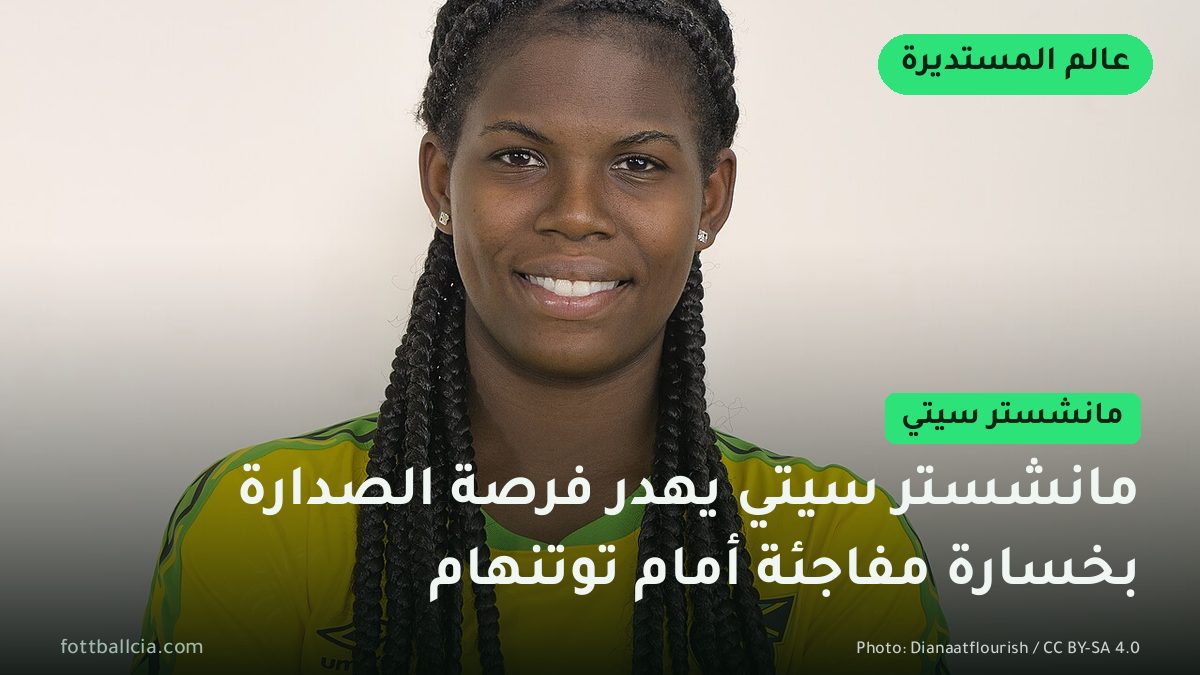 عالم المستديرة
مانشستر سيتي
مانشستر سيتي يهدر فرصة الصدارة
بخسارة مفاجئة أمام توتنهام
fottballcia.com
Photo: Dianaatflourish / CC BY-SA 4.0